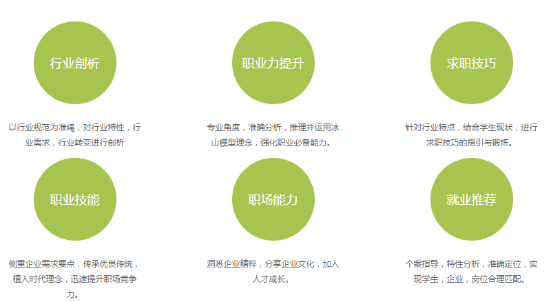 行业剖析
职业力提升
求职技巧
以行业规范为准绳，对行业特性，行
业需求，行业转变进行剖析
专业角度，准确分析，推理并运用冰
山模型理念，强化职业必备能力。
针对行业特点，结合学生现状，进行
求职技巧的指引与锻炼。
职业技能
职场能力
就业推荐
侧重企业需求要点，传承优良传统，
植入时代理念，迅速提升职场竞争
力。
洞悉企业精粹，分享企业文化，加入
人才成长。
个案指导，特性分析，准确定位，实
现学生，企业，岗位合理匹配。